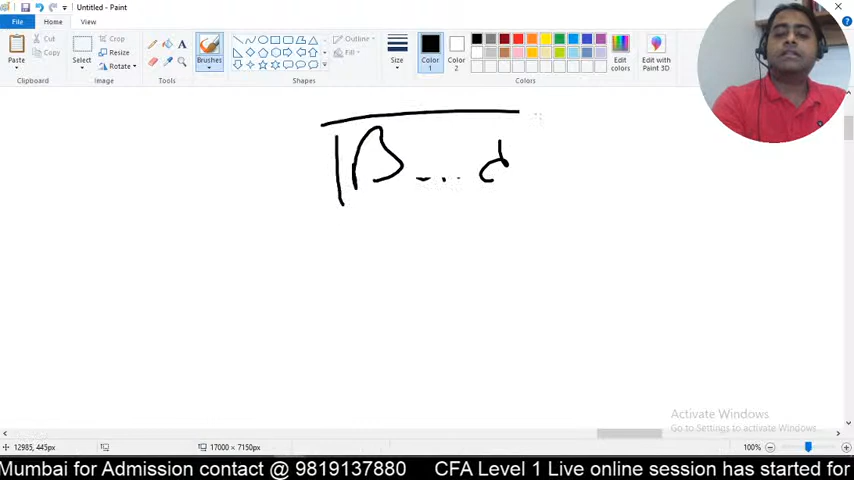 Untitled - Paint
File Home View
Paste Cut Copy Select Crop Resize Rotate Brushes Outline Fill Size Color 1 Color 2 Edit colors Edit with Paint 3D
Clipboard Image Tools Shapes Colors
B...d
Activate Windows
Go to Settings to activate Windows.
12985, 445px 17000 × 7150px 100%
Mumbai for Admission contact @ 9819137880 CFA Level 1 Live online session has started for